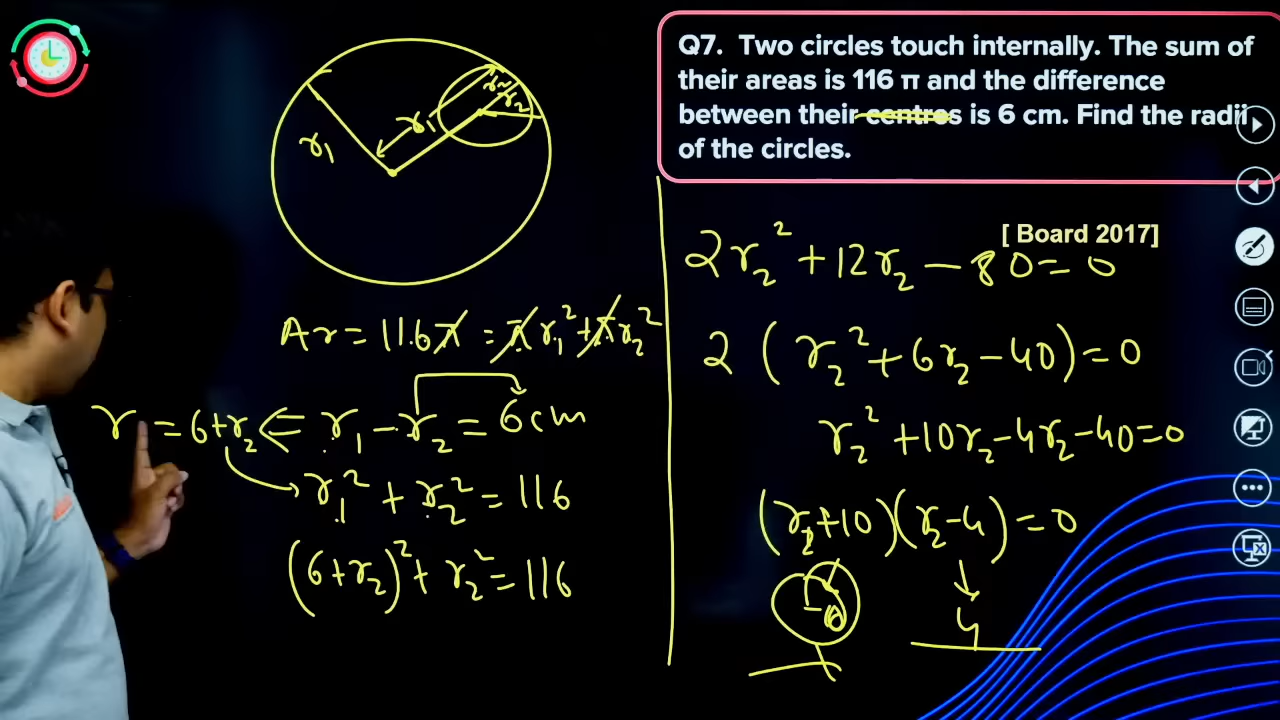 Q7. Two circles touch internally. The sum of
their areas is 116 π and the difference
between their centres is 6 cm. Find the radii
of the circles.
[ Board 2017]
r₁
r₁
r₂
r₂
Ar = 116π = πr₁² + πr₂²
r = 6+r₂ ⇐ r₁ − r₂ = 6cm
r₁² + r₂² = 116
(6+r₂)² + r₂² = 116
2r₂² + 12r₂ − 80 = 0
2 ( r₂² + 6r₂ − 40) = 0
r₂² + 10r₂ − 4r₂ − 40 = 0
(r₂+10)(r₂−4) = 0
4